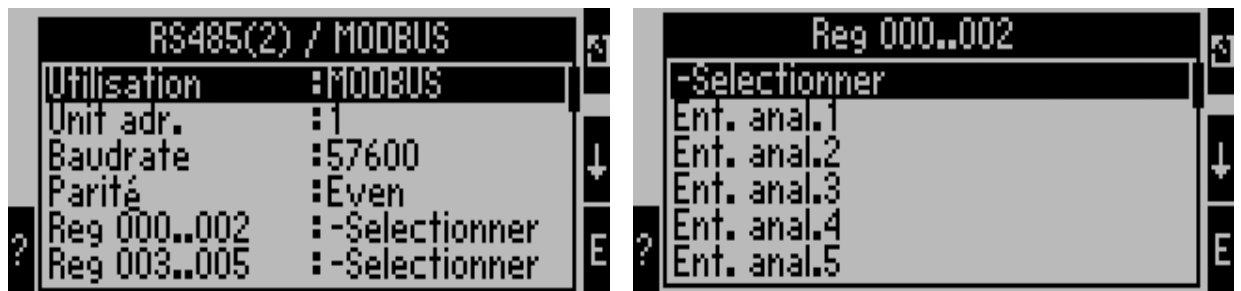 RS485(2) / MODBUS
Utilisation :MODBUS
Unit adr. :1
Baudrate :57600
Parité :Even
Reg 000..002 :-Selectionner
Reg 003..005 :-Selectionner
?
↓
E
Reg 000..002
-Selectionner
Ent. anal.1
Ent. anal.2
Ent. anal.3
Ent. anal.4
Ent. anal.5
?
↓
E